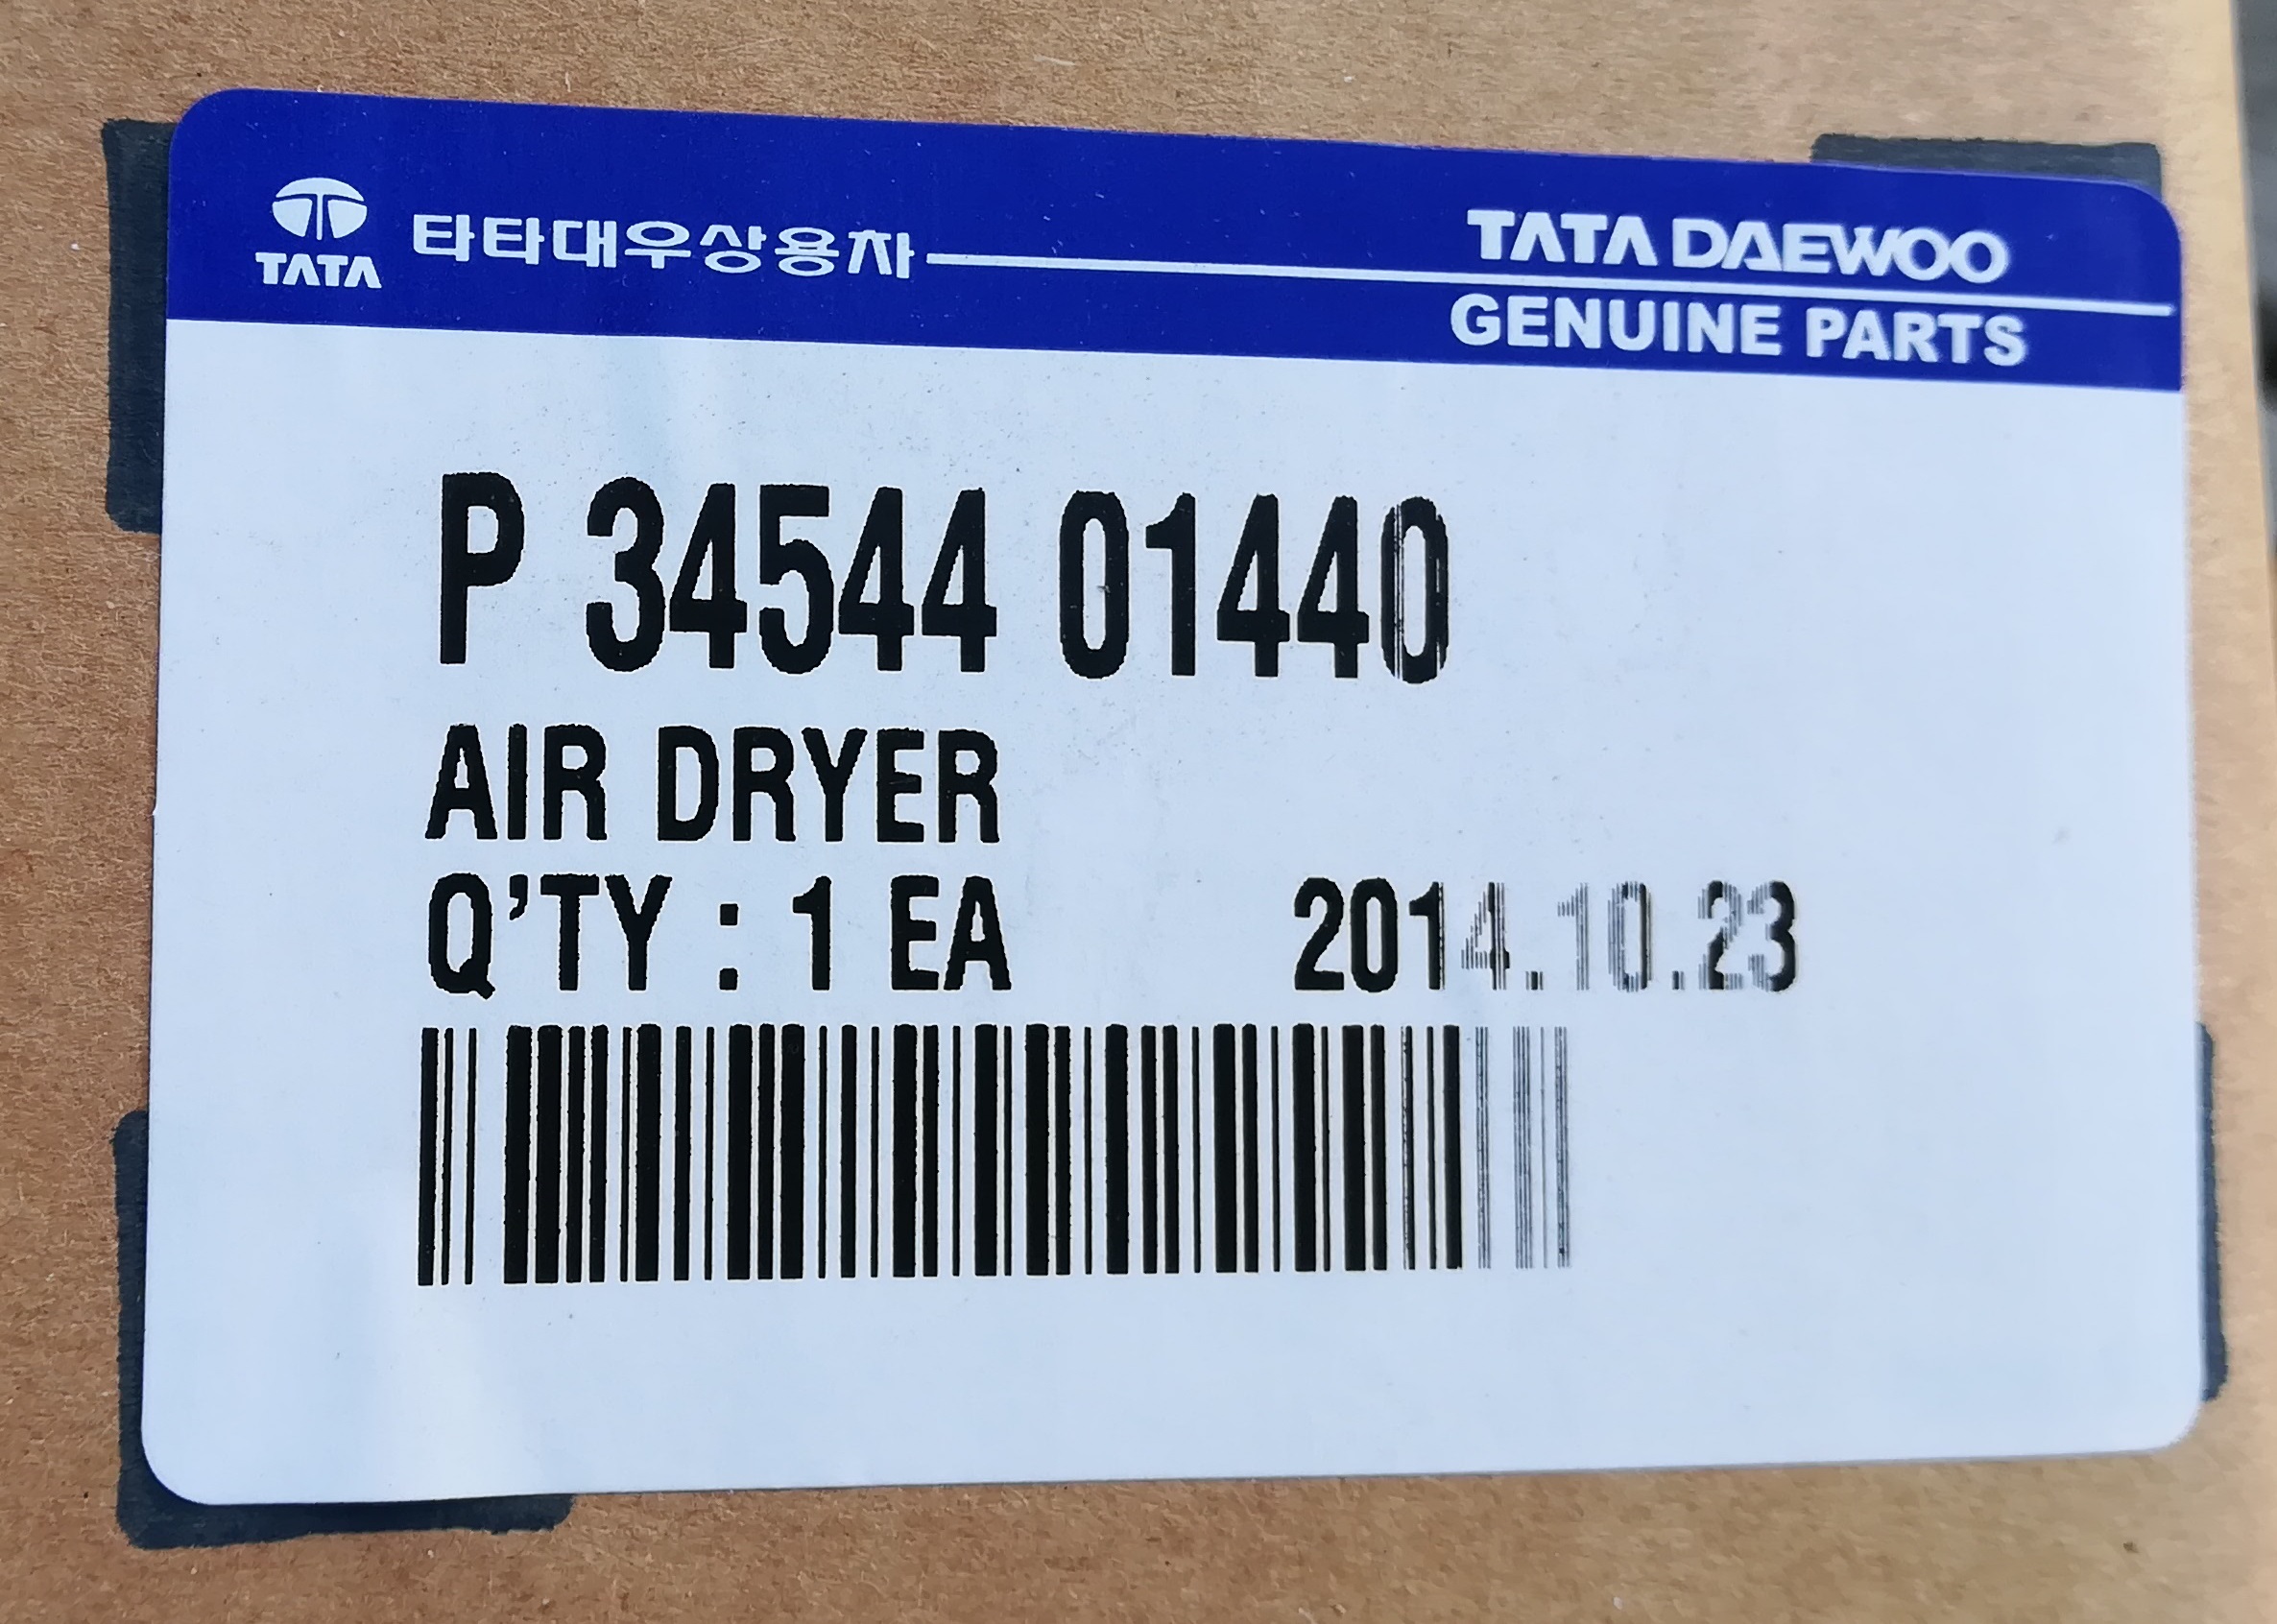 TATA
타타대우상용차
TATA DAEWOO
GENUINE PARTS
P 34544 01440
AIR DRYER
Q'TY : 1 EA 2014.10.23